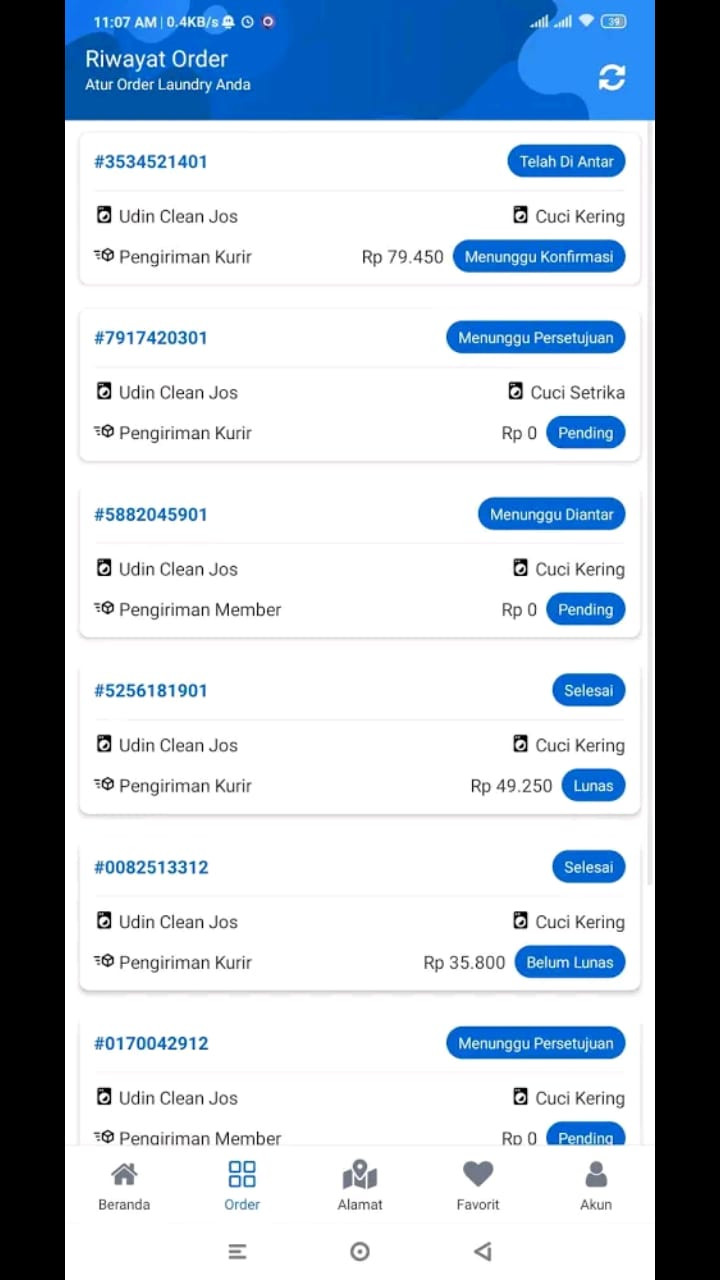 11:07 AM | 0.4KB/s
39
Riwayat Order
Atur Order Laundry Anda
#3534521401 Telah Di Antar
Udin Clean Jos Cuci Kering
Pengiriman Kurir Rp 79.450 Menunggu Konfirmasi
#7917420301 Menunggu Persetujuan
Udin Clean Jos Cuci Setrika
Pengiriman Kurir Rp 0 Pending
#5882045901 Menunggu Diantar
Udin Clean Jos Cuci Kering
Pengiriman Member Rp 0 Pending
#5256181901 Selesai
Udin Clean Jos Cuci Kering
Pengiriman Kurir Rp 49.250 Lunas
#0082513312 Selesai
Udin Clean Jos Cuci Kering
Pengiriman Kurir Rp 35.800 Belum Lunas
#0170042912 Menunggu Persetujuan
Udin Clean Jos Cuci Kering
Pengiriman Member Rp 0 Pending
Beranda Order Alamat Favorit Akun